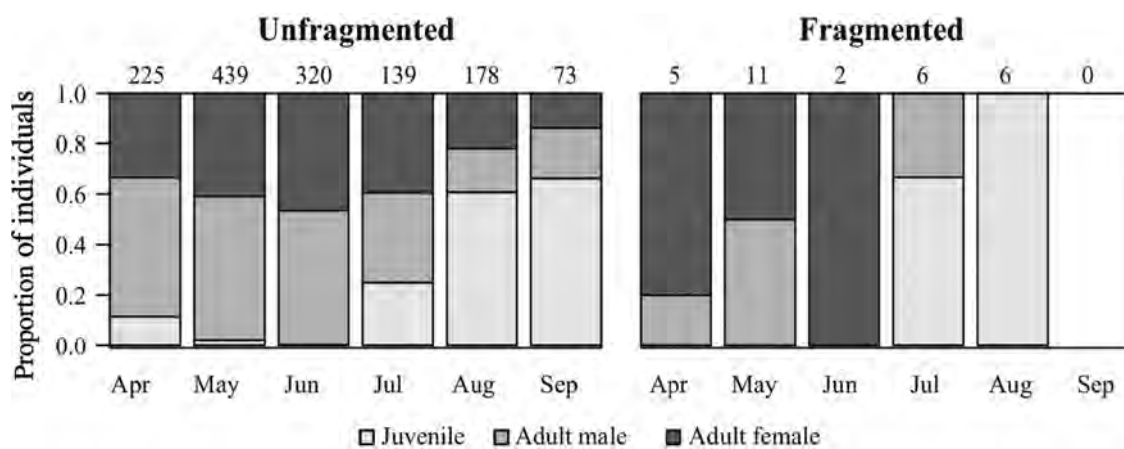 Unfragmented Fragmented
225 439 320 139 178 73 5 11 2 6 6 0
1.0
0.8
0.6
0.4
0.2
0.0
Proportion of individuals
Apr May Jun Jul Aug Sep Apr May Jun Jul Aug Sep
Juvenile Adult male Adult female